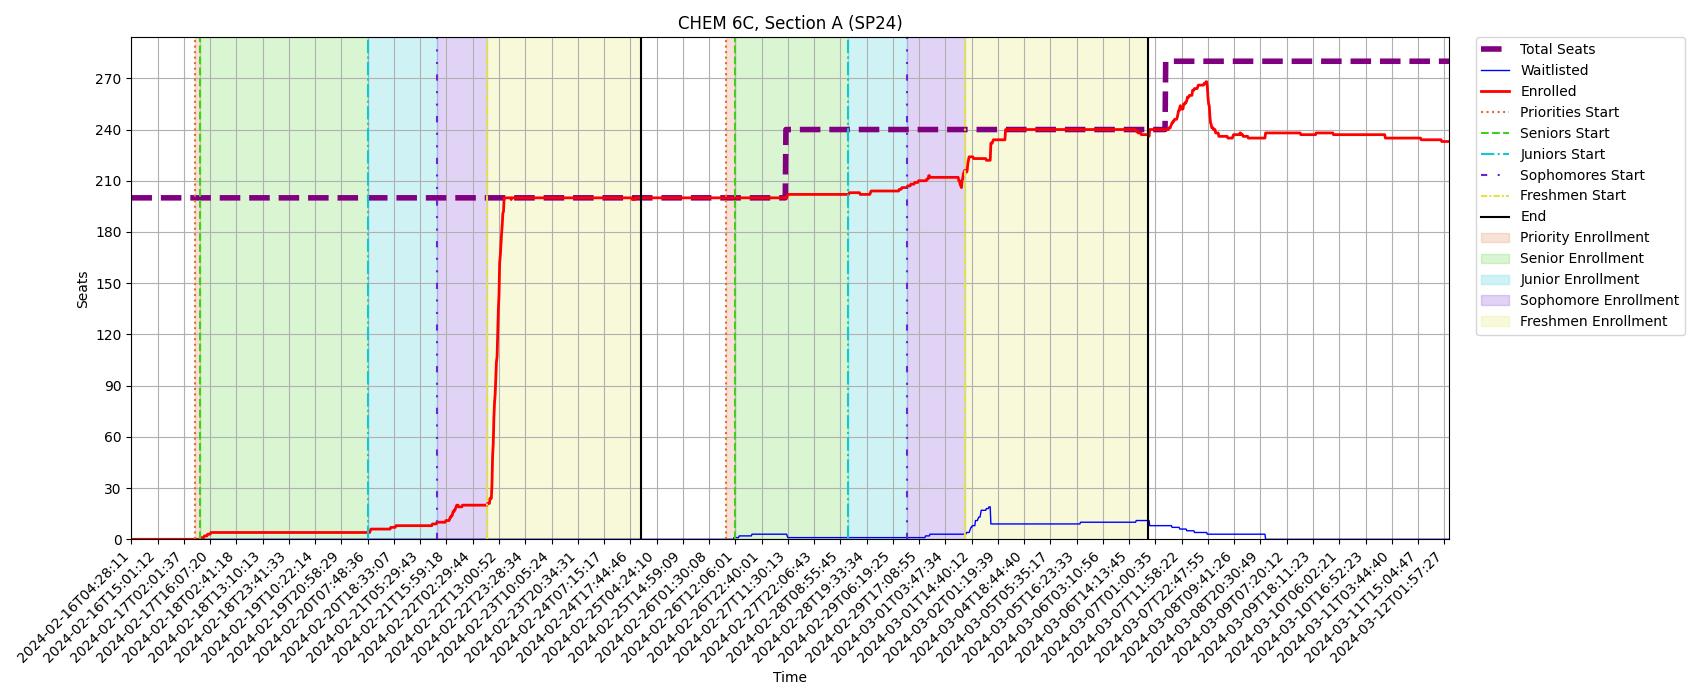 CHEM 6C, Section A (SP24)
Seats
270
240
210
180
150
120
90
60
30
0
Total Seats
Waitlisted
Enrolled
Priorities Start
Seniors Start
Juniors Start
Sophomores Start
Freshmen Start
End
Priority Enrollment
Senior Enrollment
Junior Enrollment
Sophomore Enrollment
Freshmen Enrollment
2024-02-16T04:28:11
2024-02-16T15:01:12
2024-02-17T02:01:37
2024-02-17T16:07:20
2024-02-18T02:41:18
2024-02-18T13:10:13
2024-02-18T23:41:33
2024-02-19T10:22:14
2024-02-19T20:58:29
2024-02-20T07:48:36
2024-02-20T18:33:07
2024-02-21T05:29:43
2024-02-21T15:59:18
2024-02-22T02:29:44
2024-02-22T13:00:52
2024-02-22T23:28:34
2024-02-23T10:05:24
2024-02-23T20:34:31
2024-02-24T07:15:17
2024-02-24T17:44:46
2024-02-25T04:24:10
2024-02-25T14:59:09
2024-02-26T01:30:09
2024-02-26T12:06:01
2024-02-26T22:40:01
2024-02-27T11:30:13
2024-02-27T22:06:43
2024-02-28T08:55:45
2024-02-28T19:33:34
2024-02-29T06:19:25
2024-02-29T17:08:55
2024-03-01T03:47:34
2024-03-01T14:40:12
2024-03-02T01:19:39
2024-03-04T18:44:40
2024-03-05T05:35:17
2024-03-05T16:23:33
2024-03-06T03:10:56
2024-03-06T14:13:45
2024-03-07T01:00:35
2024-03-07T11:58:22
2024-03-07T22:47:55
2024-03-08T09:41:26
2024-03-08T20:30:49
2024-03-09T07:20:12
2024-03-09T18:11:23
2024-03-10T06:02:21
2024-03-10T16:52:23
2024-03-11T03:44:40
2024-03-11T15:04:47
2024-03-12T01:57:27
Time